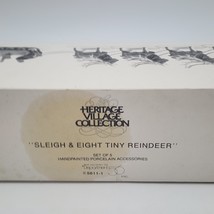 HERITAGE
VILLAGE
COLLECTION
"SLEIGH & EIGHT TINY REINDEER"
SET OF 5
HANDPAINTED PORCELAIN ACCESSORIES